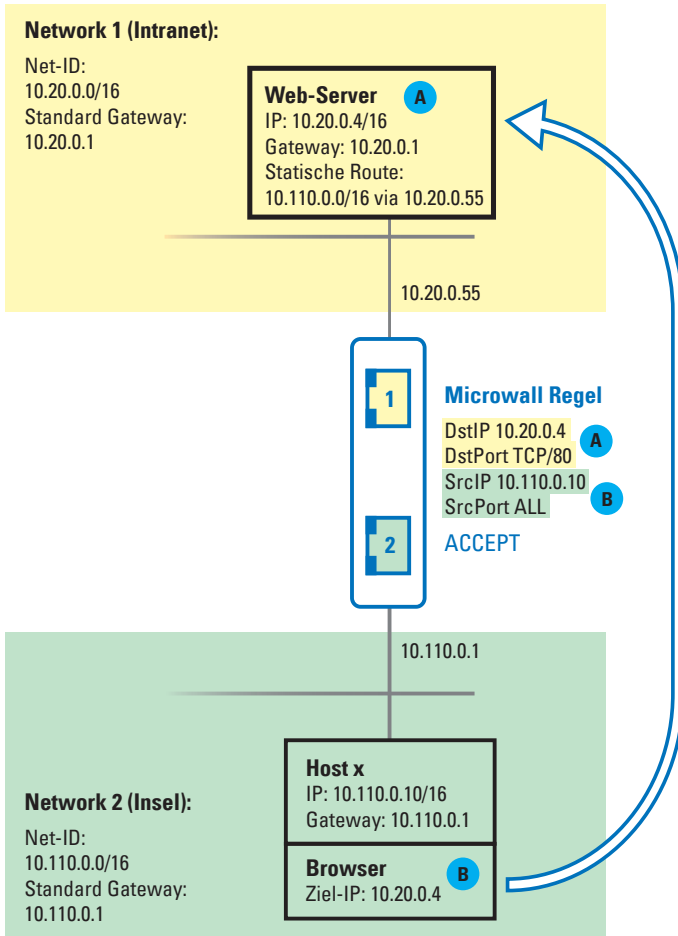 Network 1 (Intranet):
Net-ID:
10.20.0.0/16
Standard Gateway:
10.20.0.1
Web-Server A
IP: 10.20.0.4/16
Gateway: 10.20.0.1
Statische Route:
10.110.0.0/16 via 10.20.0.55
10.20.0.55
1
Microwall Regel
DstIP 10.20.0.4
DstPort TCP/80
A
SrcIP 10.110.0.10
SrcPort ALL
B
2
ACCEPT
10.110.0.1
Host x
IP: 10.110.0.10/16
Gateway: 10.110.0.1
Browser B
Ziel-IP: 10.20.0.4
Network 2 (Insel):
Net-ID:
10.110.0.0/16
Standard Gateway:
10.110.0.1